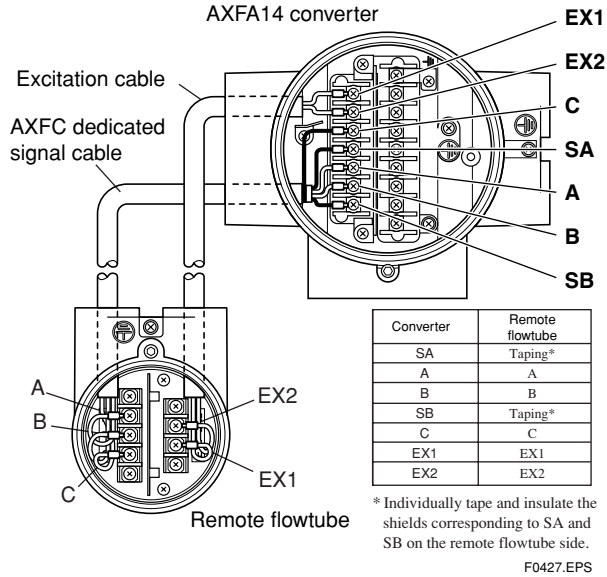 AXFA14 converter
EX1
EX2
Excitation cable
C
AXFC dedicated
signal cable
SA
A
B
SB
Converter
Remote
flowtube
SA
Taping*
A
A
B
B
SB
Taping*
C
C
EX1
EX1
EX2
EX2
A
B
C
EX2
EX1
Remote flowtube
* Individually tape and insulate the
shields corresponding to SA and
SB on the remote flowtube side.
F0427.EPS